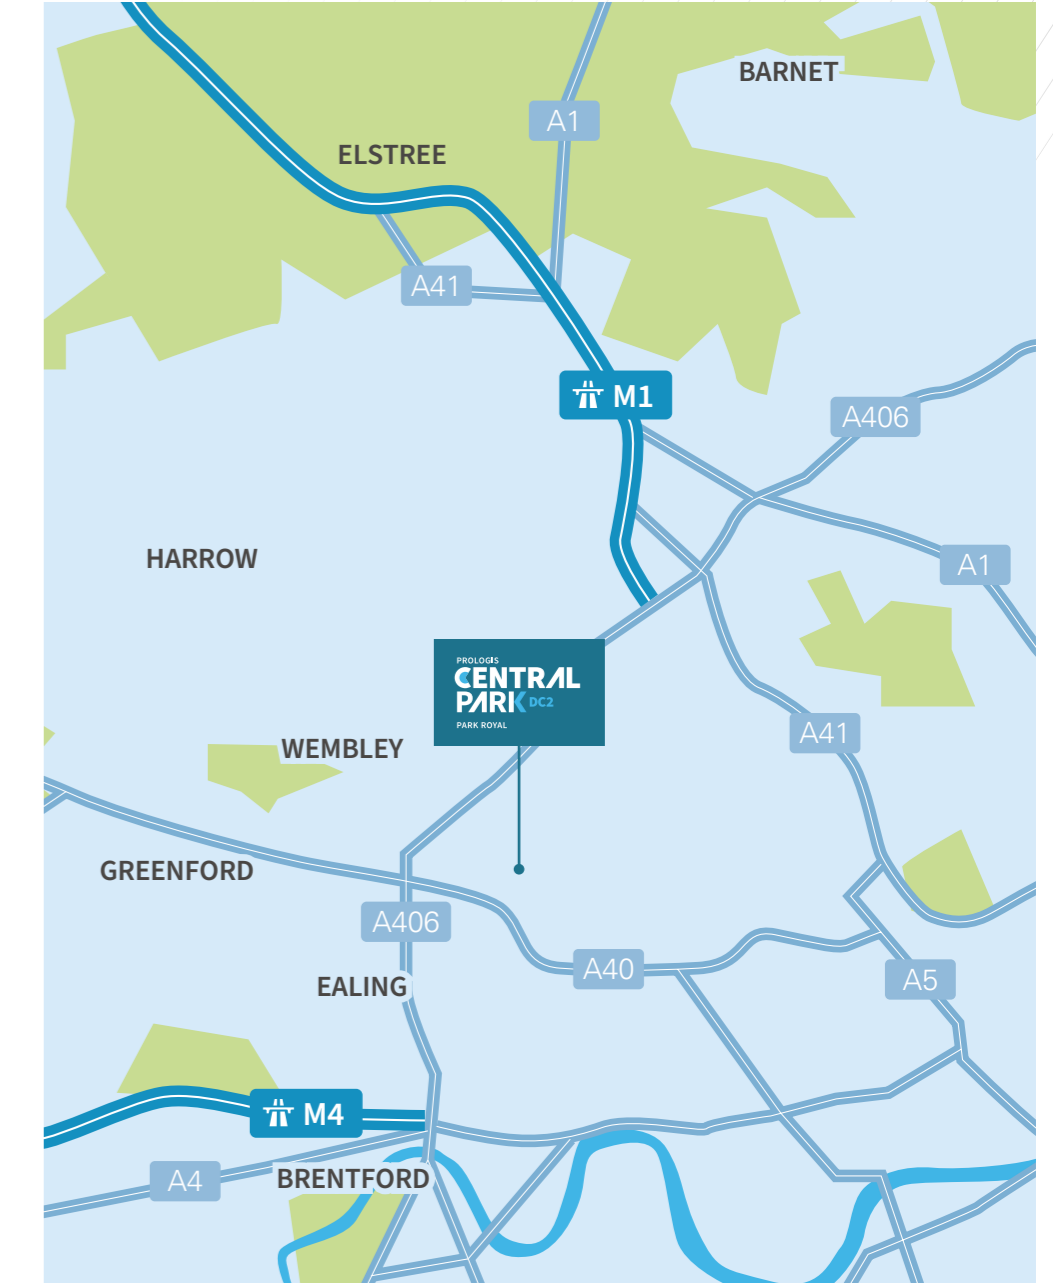 BARNET
A1
ELSTREE
A41
M1
A406
HARROW
A1
PROLOGIS
CENTRAL
PARK DC2
PARK ROYAL
A41
WEMBLEY
GREENFORD
A406
A40
A5
EALING
M4
A4
BRENTFORD